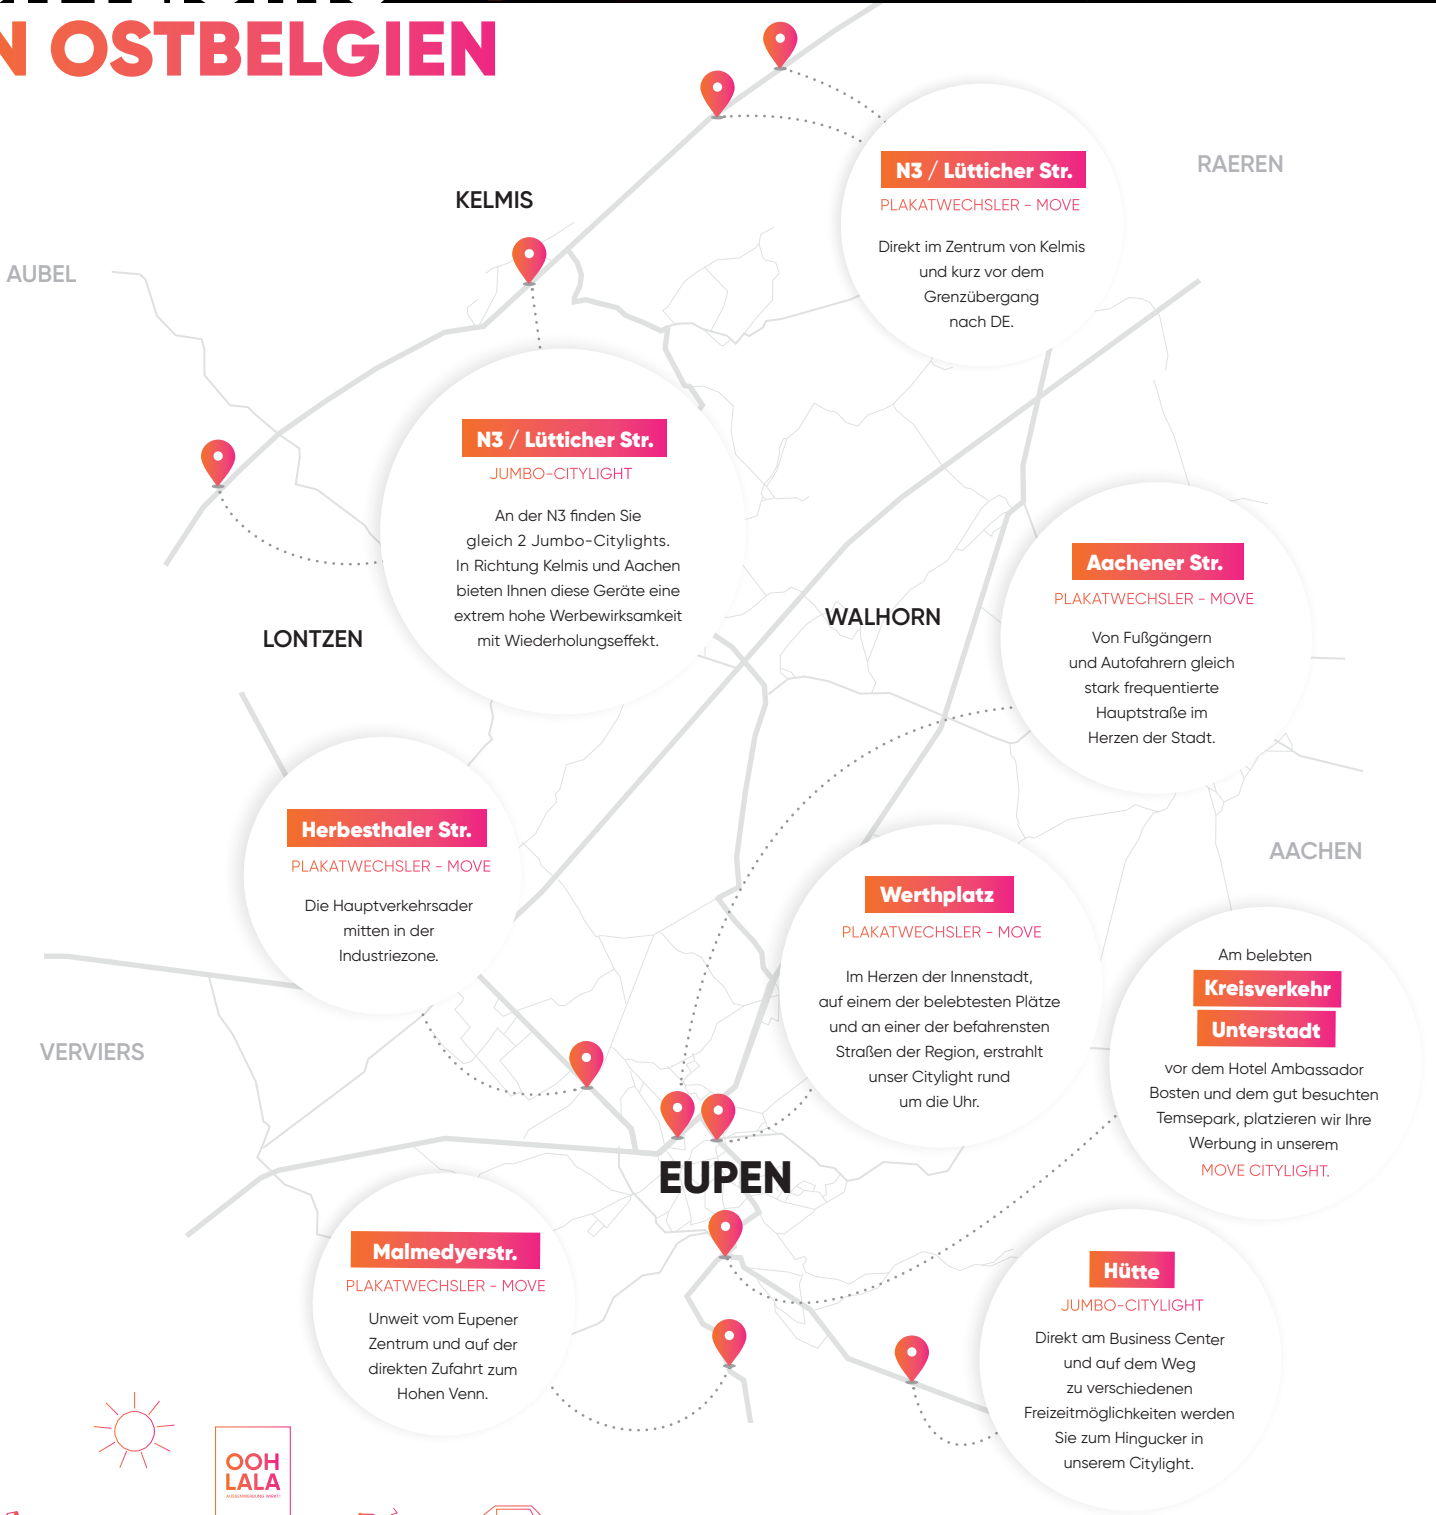 N OSTBELGIEN
RAEREN
KELMIS
AUBEL
N3 / Lütticher Str.
PLAKATWECHSLER - MOVE
Direkt im Zentrum von Kelmis
und kurz vor dem
Grenzübergang
nach DE.
N3 / Lütticher Str.
JUMBO-CITYLIGHT
An der N3 finden Sie
gleich 2 Jumbo-Citylights.
In Richtung Kelmis und Aachen
bieten Ihnen diese Geräte eine
extrem hohe Werbewirksamkeit
mit Wiederholungseffekt.
Aachener Str.
PLAKATWECHSLER - MOVE
Von Fußgängern
und Autofahrern gleich
stark frequentierte
Hauptstraße im
Herzen der Stadt.
WALHORN
LONTZEN
Herbesthaler Str.
PLAKATWECHSLER - MOVE
Die Hauptverkehrsader
mitten in der
Industriezone.
AACHEN
Werthplatz
PLAKATWECHSLER - MOVE
Im Herzen der Innenstadt,
auf einem der belebtesten Plätze
und an einer der befahrensten
Straßen der Region, erstrahlt
unser Citylight rund
um die Uhr.
Am belebten
Kreisverkehr
Unterstadt
vor dem Hotel Ambassador
Bosten und dem gut besuchten
Temsepark, platzieren wir Ihre
Werbung in unserem
MOVE CITYLIGHT.
VERVIERS
EUPEN
Malmedyerstr.
PLAKATWECHSLER - MOVE
Unweit vom Eupener
Zentrum und auf der
direkten Zufahrt zum
Hohen Venn.
Hütte
JUMBO-CITYLIGHT
Direkt am Business Center
und auf dem Weg
zu verschiedenen
Freizeitmöglichkeiten werden
Sie zum Hingucker in
unserem Citylight.
OOH
LALA